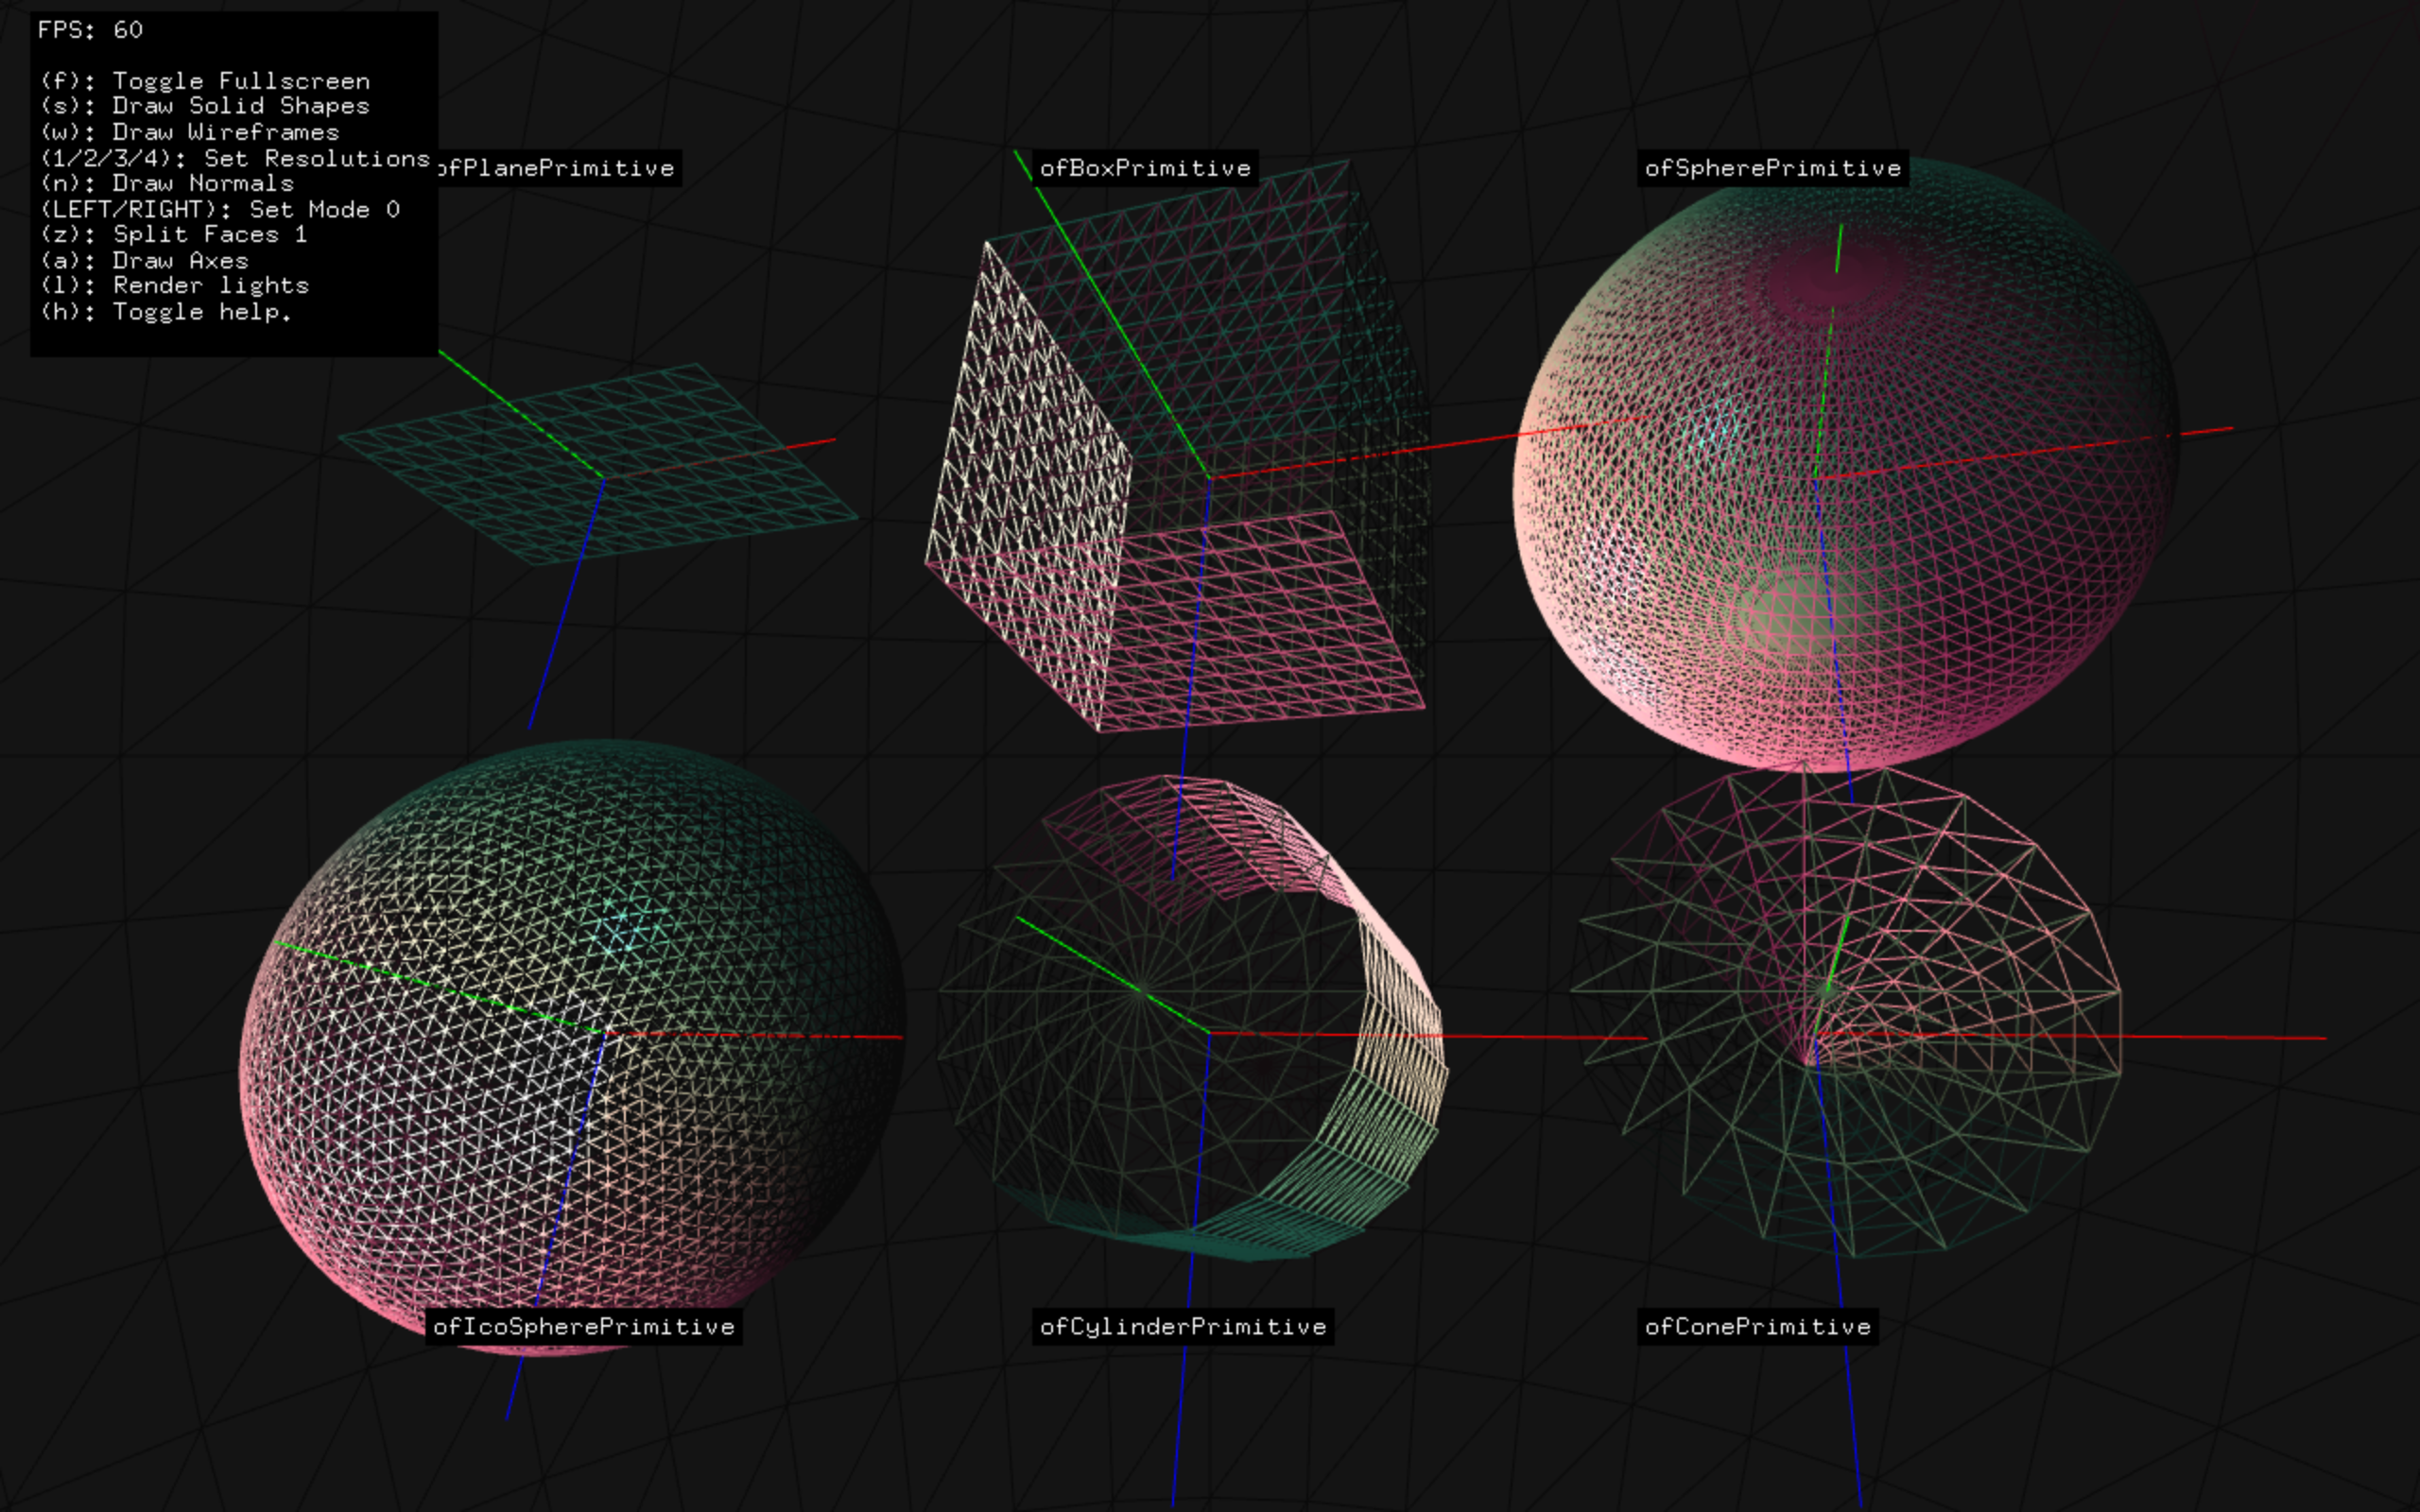 FPS: 60
(f): Toggle Fullscreen
(s): Draw Solid Shapes
(w): Draw Wireframes
(1/2/3/4): Set Resolutions
(n): Draw Normals
(LEFT/RIGHT): Set Mode 0
(z): Split Faces 1
(a): Draw Axes
(l): Render lights
(h): Toggle help.
ofPlanePrimitive
ofBoxPrimitive
ofSpherePrimitive
ofIcoSpherePrimitive
ofCylinderPrimitive
ofConePrimitive